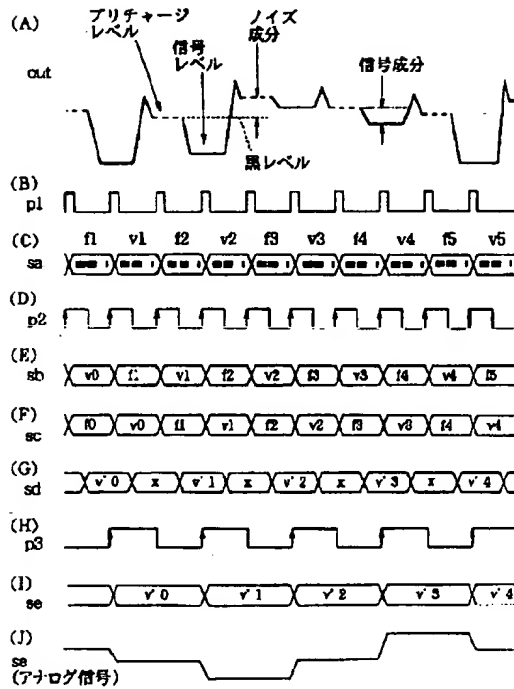 (A)
プリチャージ
レベル
信号
レベル
ノイズ
成分
信号成分
out
黒レベル
(B)
p1
(C) f1 v1 f2 v2 f3 v3 f4 v4 f5 v5
sa
(D)
p2
(E)
sb v0 f1 v1 f2 v2 f3 v3 f4 v4 f5
(F)
sc f0 v0 f1 v1 f2 v2 f3 v3 f4 v4
(G)
sd v'0 x v'1 x v'2 x v'3 x v'4
(H)
p3
(I)
se v'0 v'1 v'2 v'3 v'4
(J)
se
(アナログ信号)